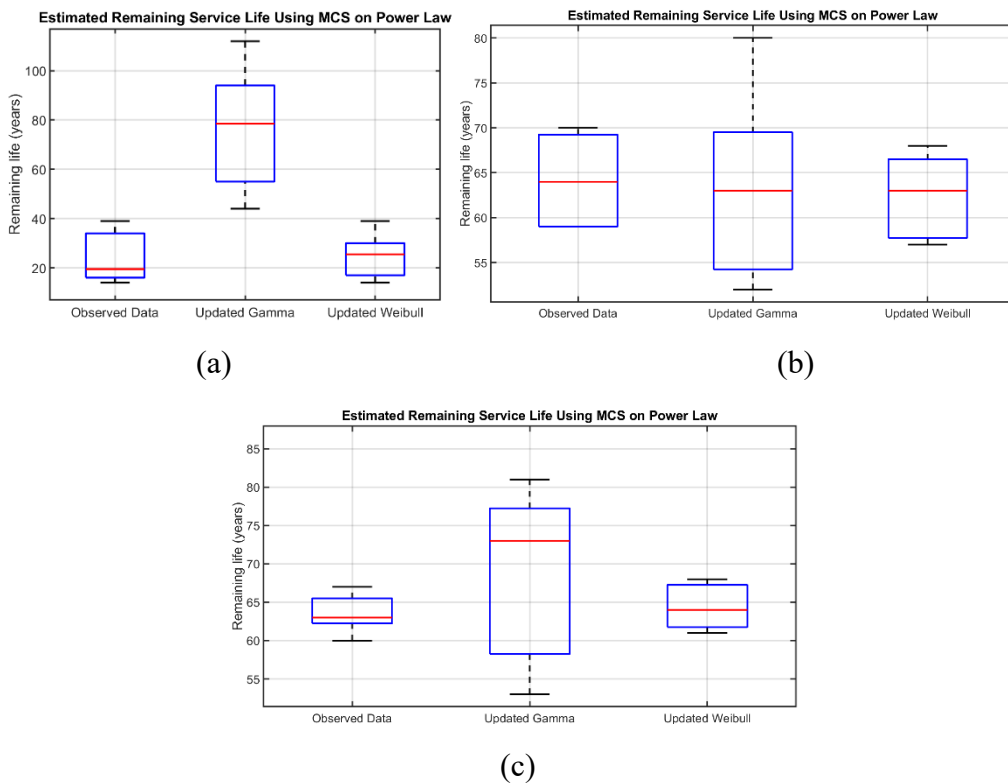 Estimated Remaining Service Life Using MCS on Power Law
Remaining life (years)
100
80
60
40
20
Observed Data Updated Gamma Updated Weibull
(a)
Estimated Remaining Service Life Using MCS on Power Law
Remaining life (years)
80
75
70
65
60
55
Observed Data Updated Gamma Updated Weibull
(b)
Estimated Remaining Service Life Using MCS on Power Law
Remaining life (years)
85
80
75
70
65
60
55
Observed Data Updated Gamma Updated Weibull
(c)